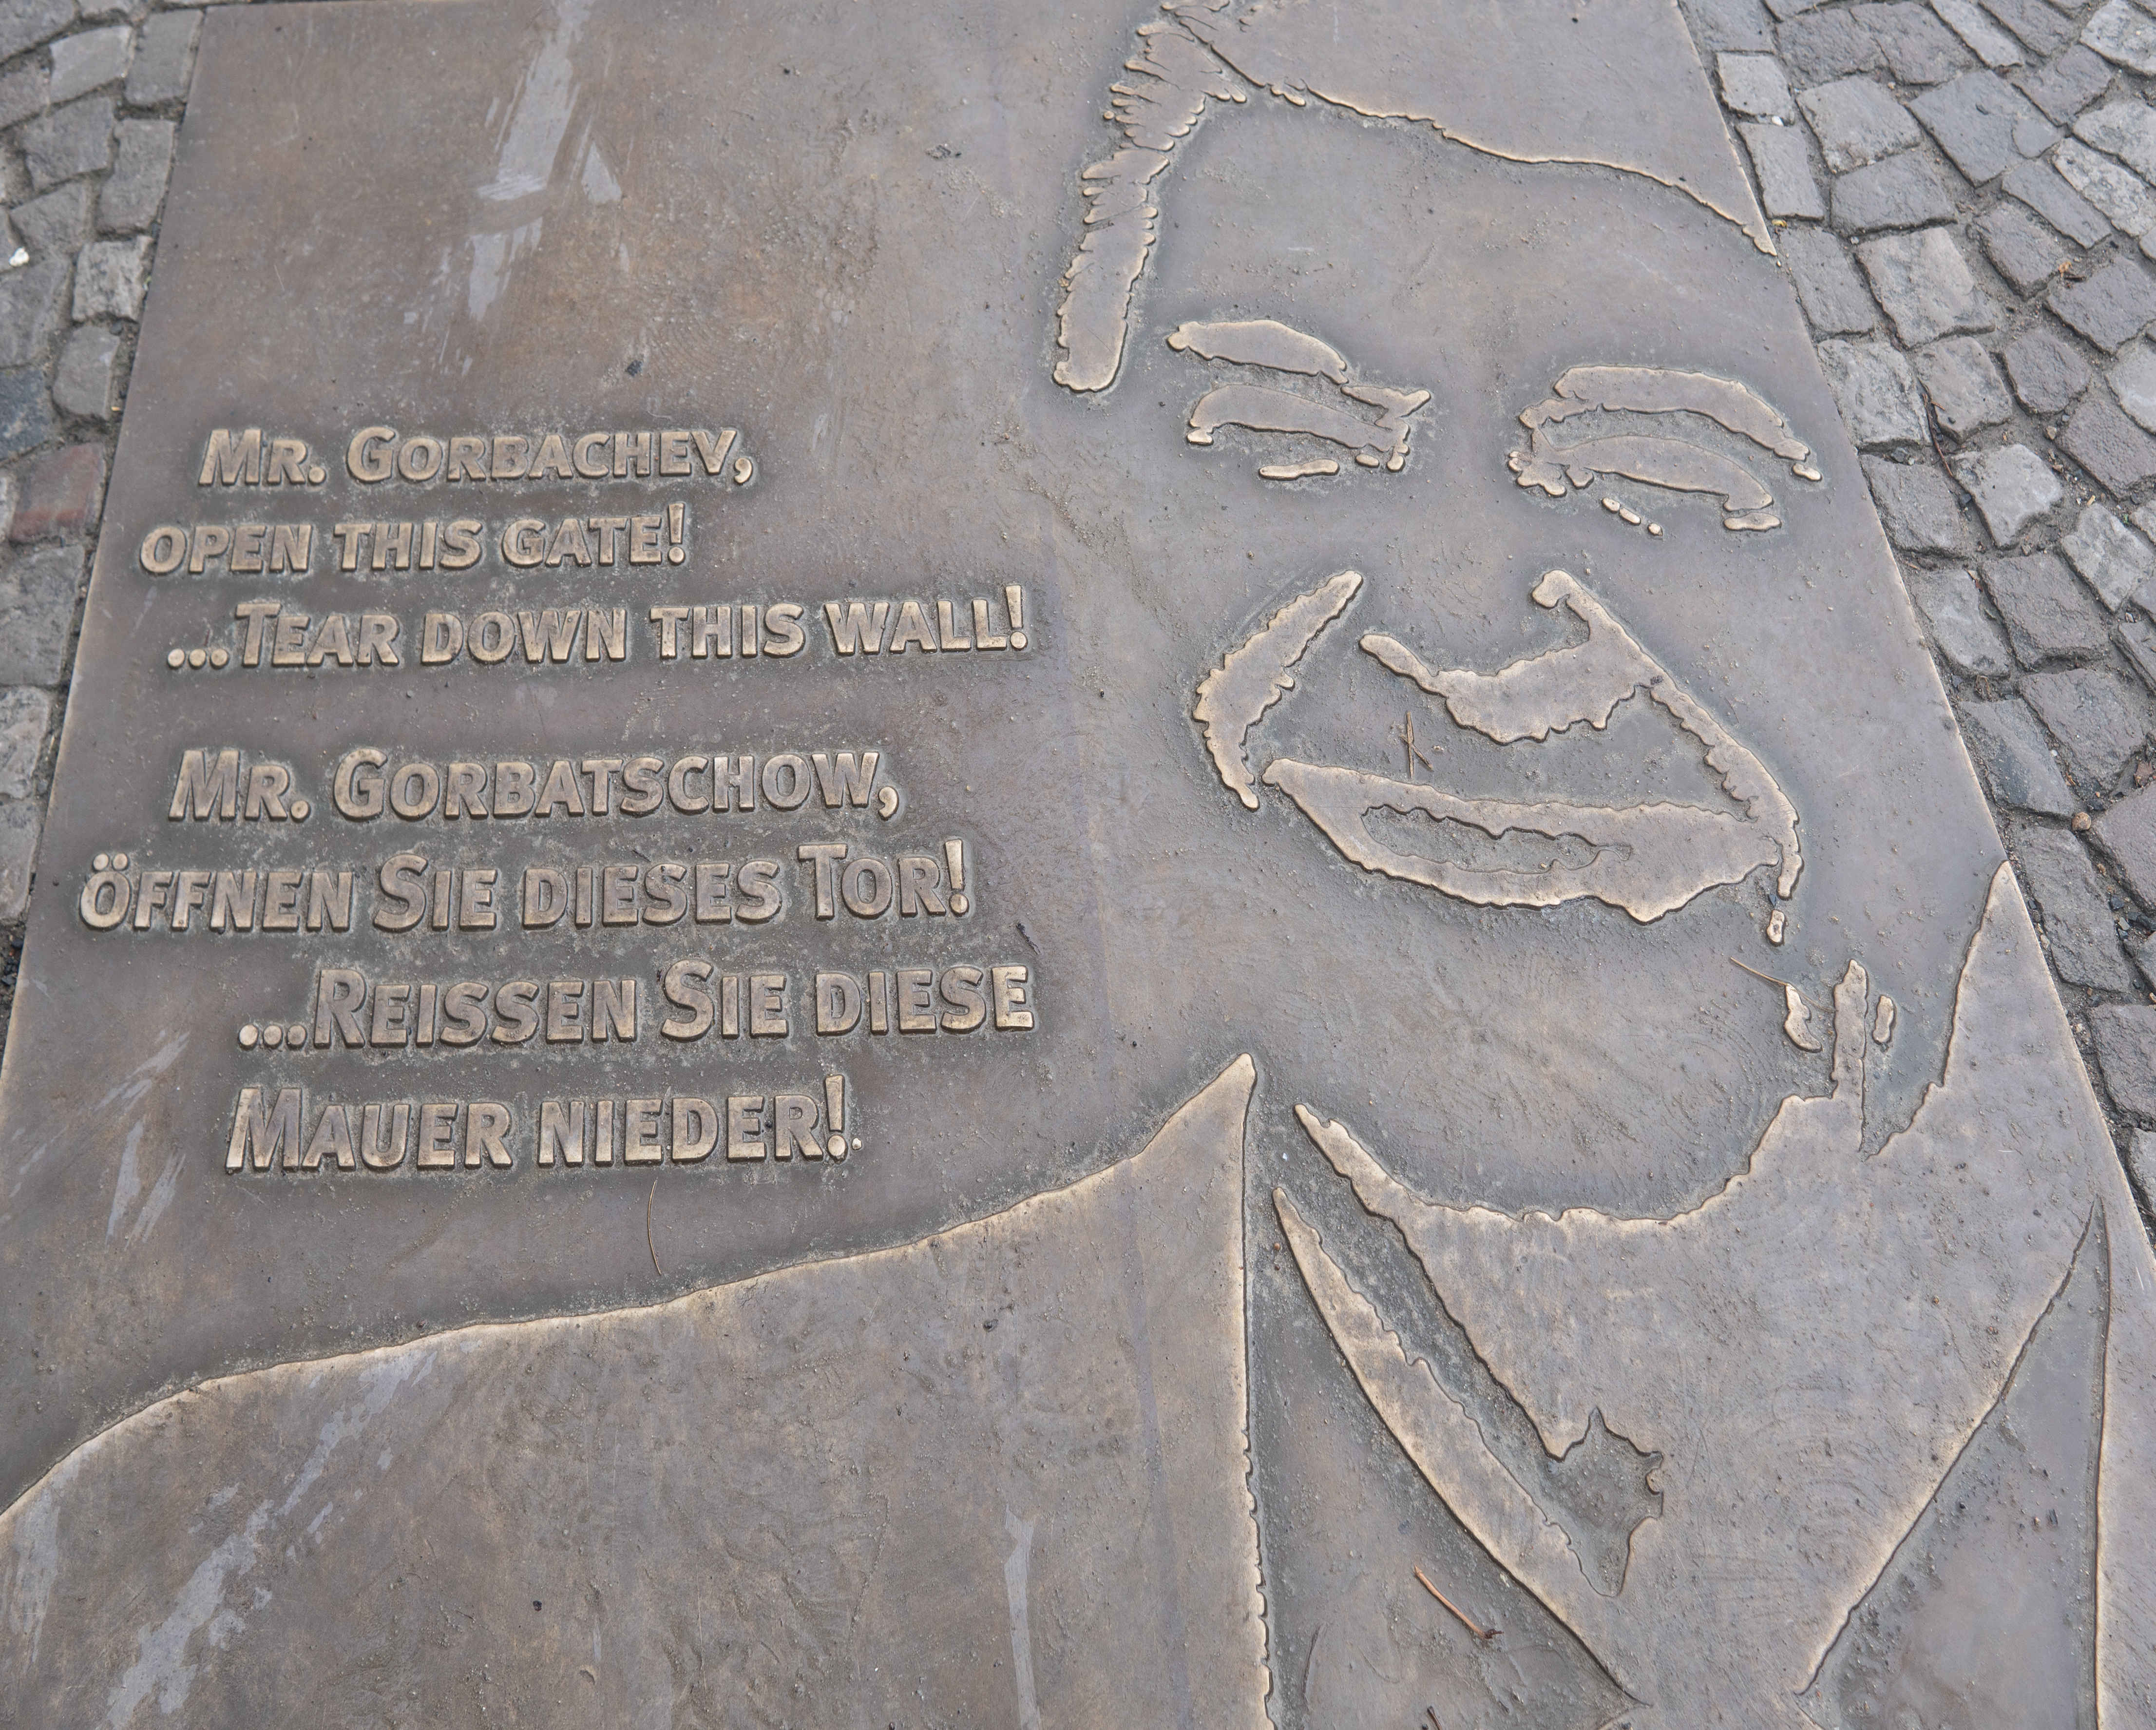 Mr. Gorbachev,
open this gate!
...Tear down this wall!
Mr. Gorbatschow,
öffnen Sie dieses Tor!
...Reissen Sie diese
Mauer nieder!